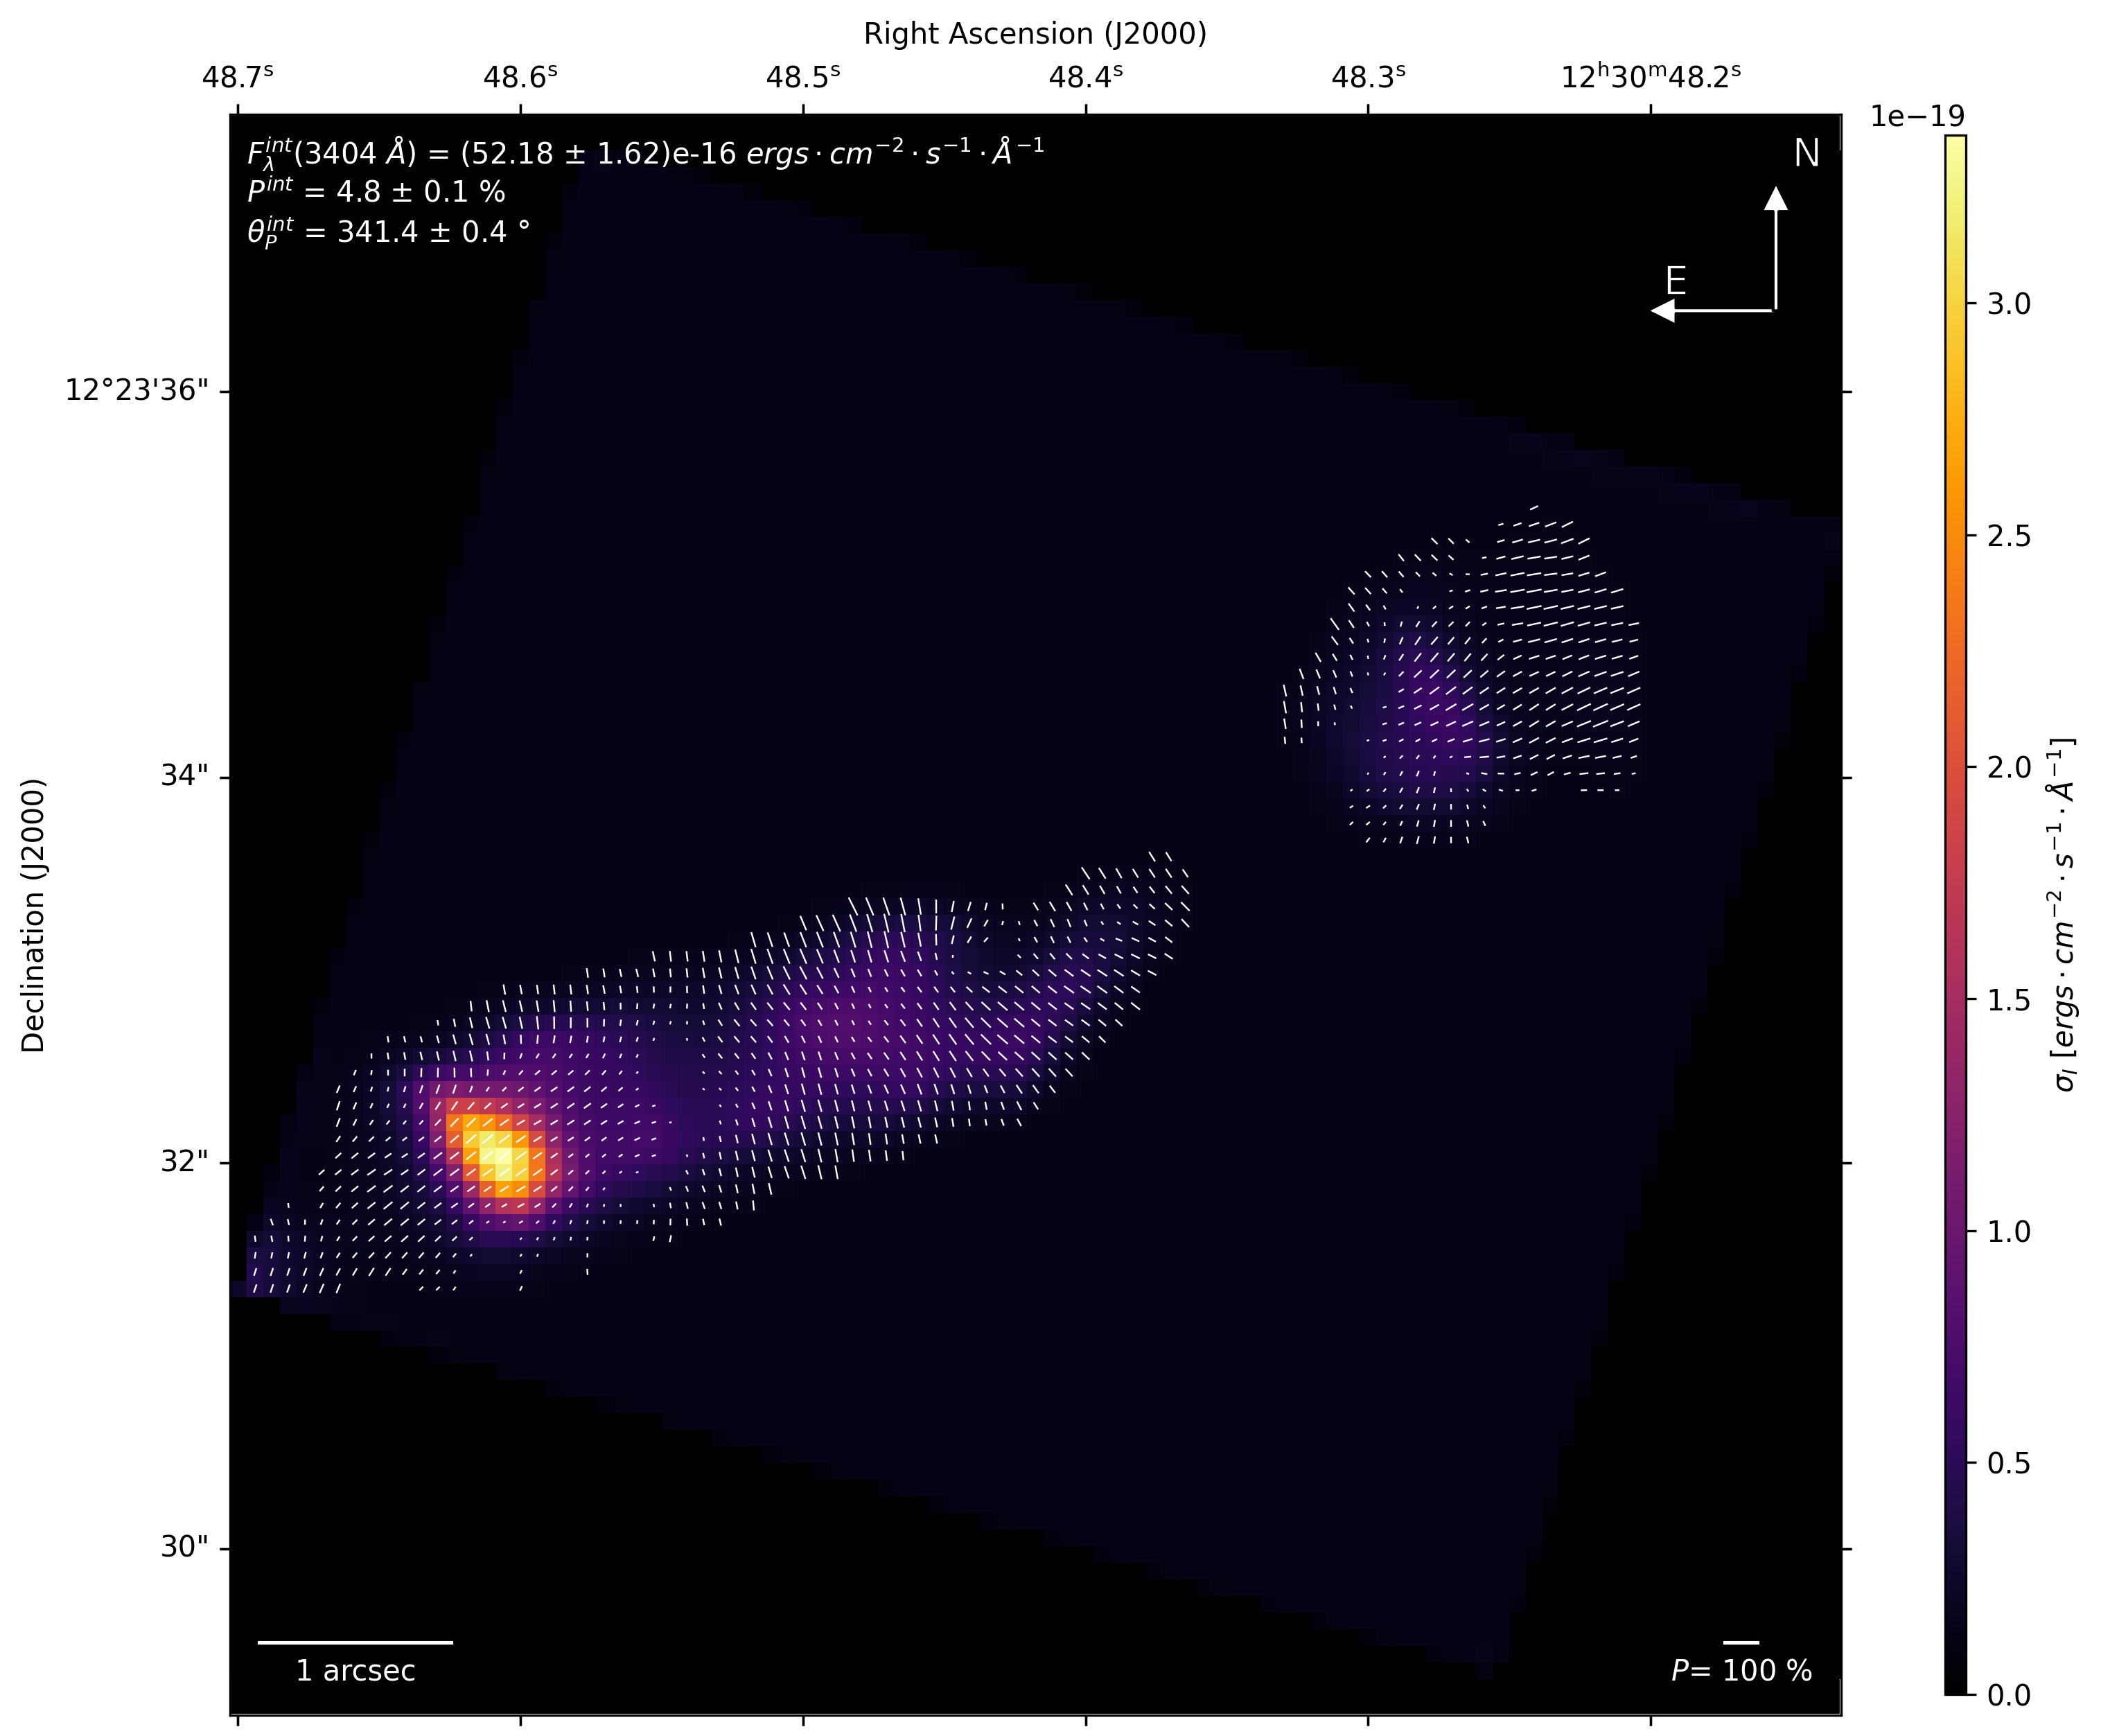 Right Ascension (J2000)
48.7ˢ 48.6ˢ 48.5ˢ 48.4ˢ 48.3ˢ 12ʰ30ᵐ48.2ˢ
1e−19
F_λ^{int}(3404 Å) = (52.18 ± 1.62)e-16 ergs·cm⁻²·s⁻¹·Å⁻¹
P^{int} = 4.8 ± 0.1 %
θ_P^{int} = 341.4 ± 0.4 °
N
E
12°23'36"
34"
32"
30"
Declination (J2000)
3.0
2.5
2.0
1.5
1.0
0.5
0.0
σ_I [ergs·cm⁻²·s⁻¹·Å⁻¹]
1 arcsec
P= 100 %